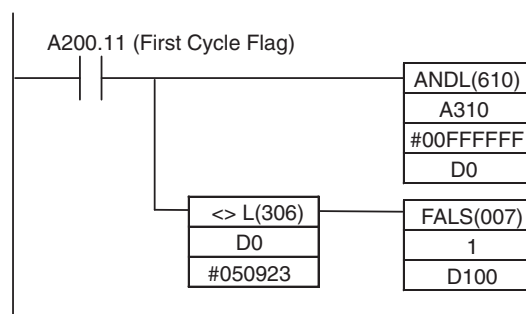 A200.11 (First Cycle Flag)
ANDL(610)
A310
#00FFFFFF
D0
<> L(306)
D0
#050923
FALS(007)
1
D100